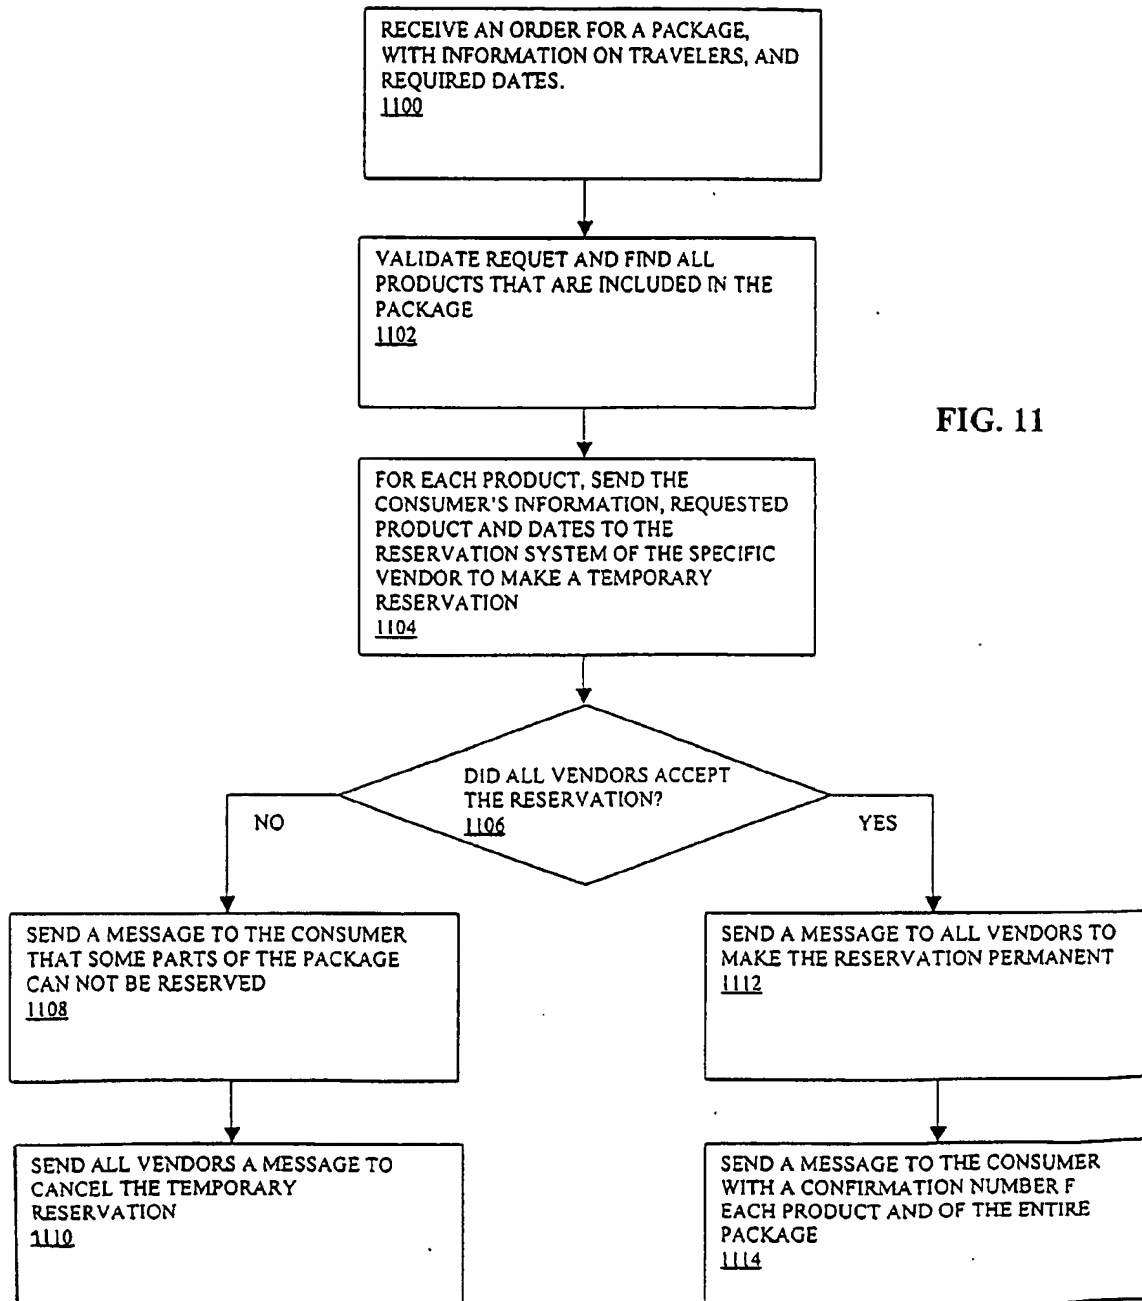 RECEIVE AN ORDER FOR A PACKAGE,
WITH INFORMATION ON TRAVELERS, AND
REQUIRED DATES.
1100
VALIDATE REQUET AND FIND ALL
PRODUCTS THAT ARE INCLUDED IN THE
PACKAGE
1102
FIG. 11
FOR EACH PRODUCT, SEND THE
CONSUMER'S INFORMATION, REQUESTED
PRODUCT AND DATES TO THE
RESERVATION SYSTEM OF THE SPECIFIC
VENDOR TO MAKE A TEMPORARY
RESERVATION
1104
DID ALL VENDORS ACCEPT
THE RESERVATION?
1106
NO
YES
SEND A MESSAGE TO THE CONSUMER
THAT SOME PARTS OF THE PACKAGE
CAN NOT BE RESERVED
1108
SEND A MESSAGE TO ALL VENDORS TO
MAKE THE RESERVATION PERMANENT
1112
SEND ALL VENDORS A MESSAGE TO
CANCEL THE TEMPORARY
RESERVATION
1110
SEND A MESSAGE TO THE CONSUMER
WITH A CONFIRMATION NUMBER F
EACH PRODUCT AND OF THE ENTIRE
PACKAGE
1114